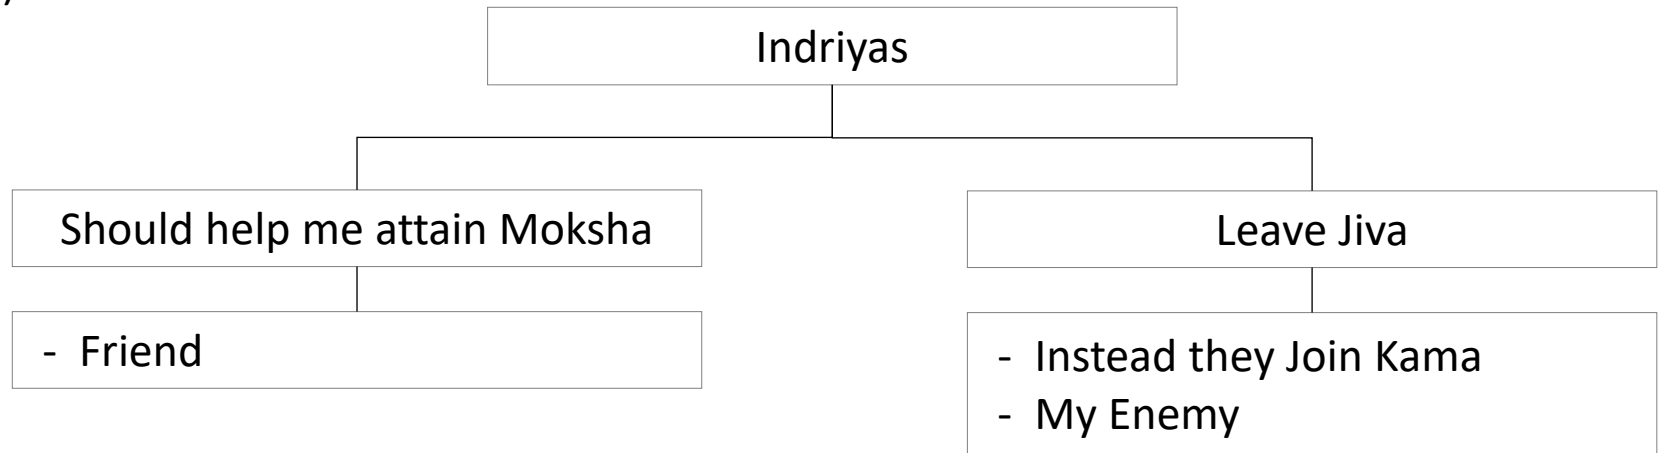 Indriyas
Should help me attain Moksha
Leave Jiva
- Friend
- Instead they Join Kama
- My Enemy